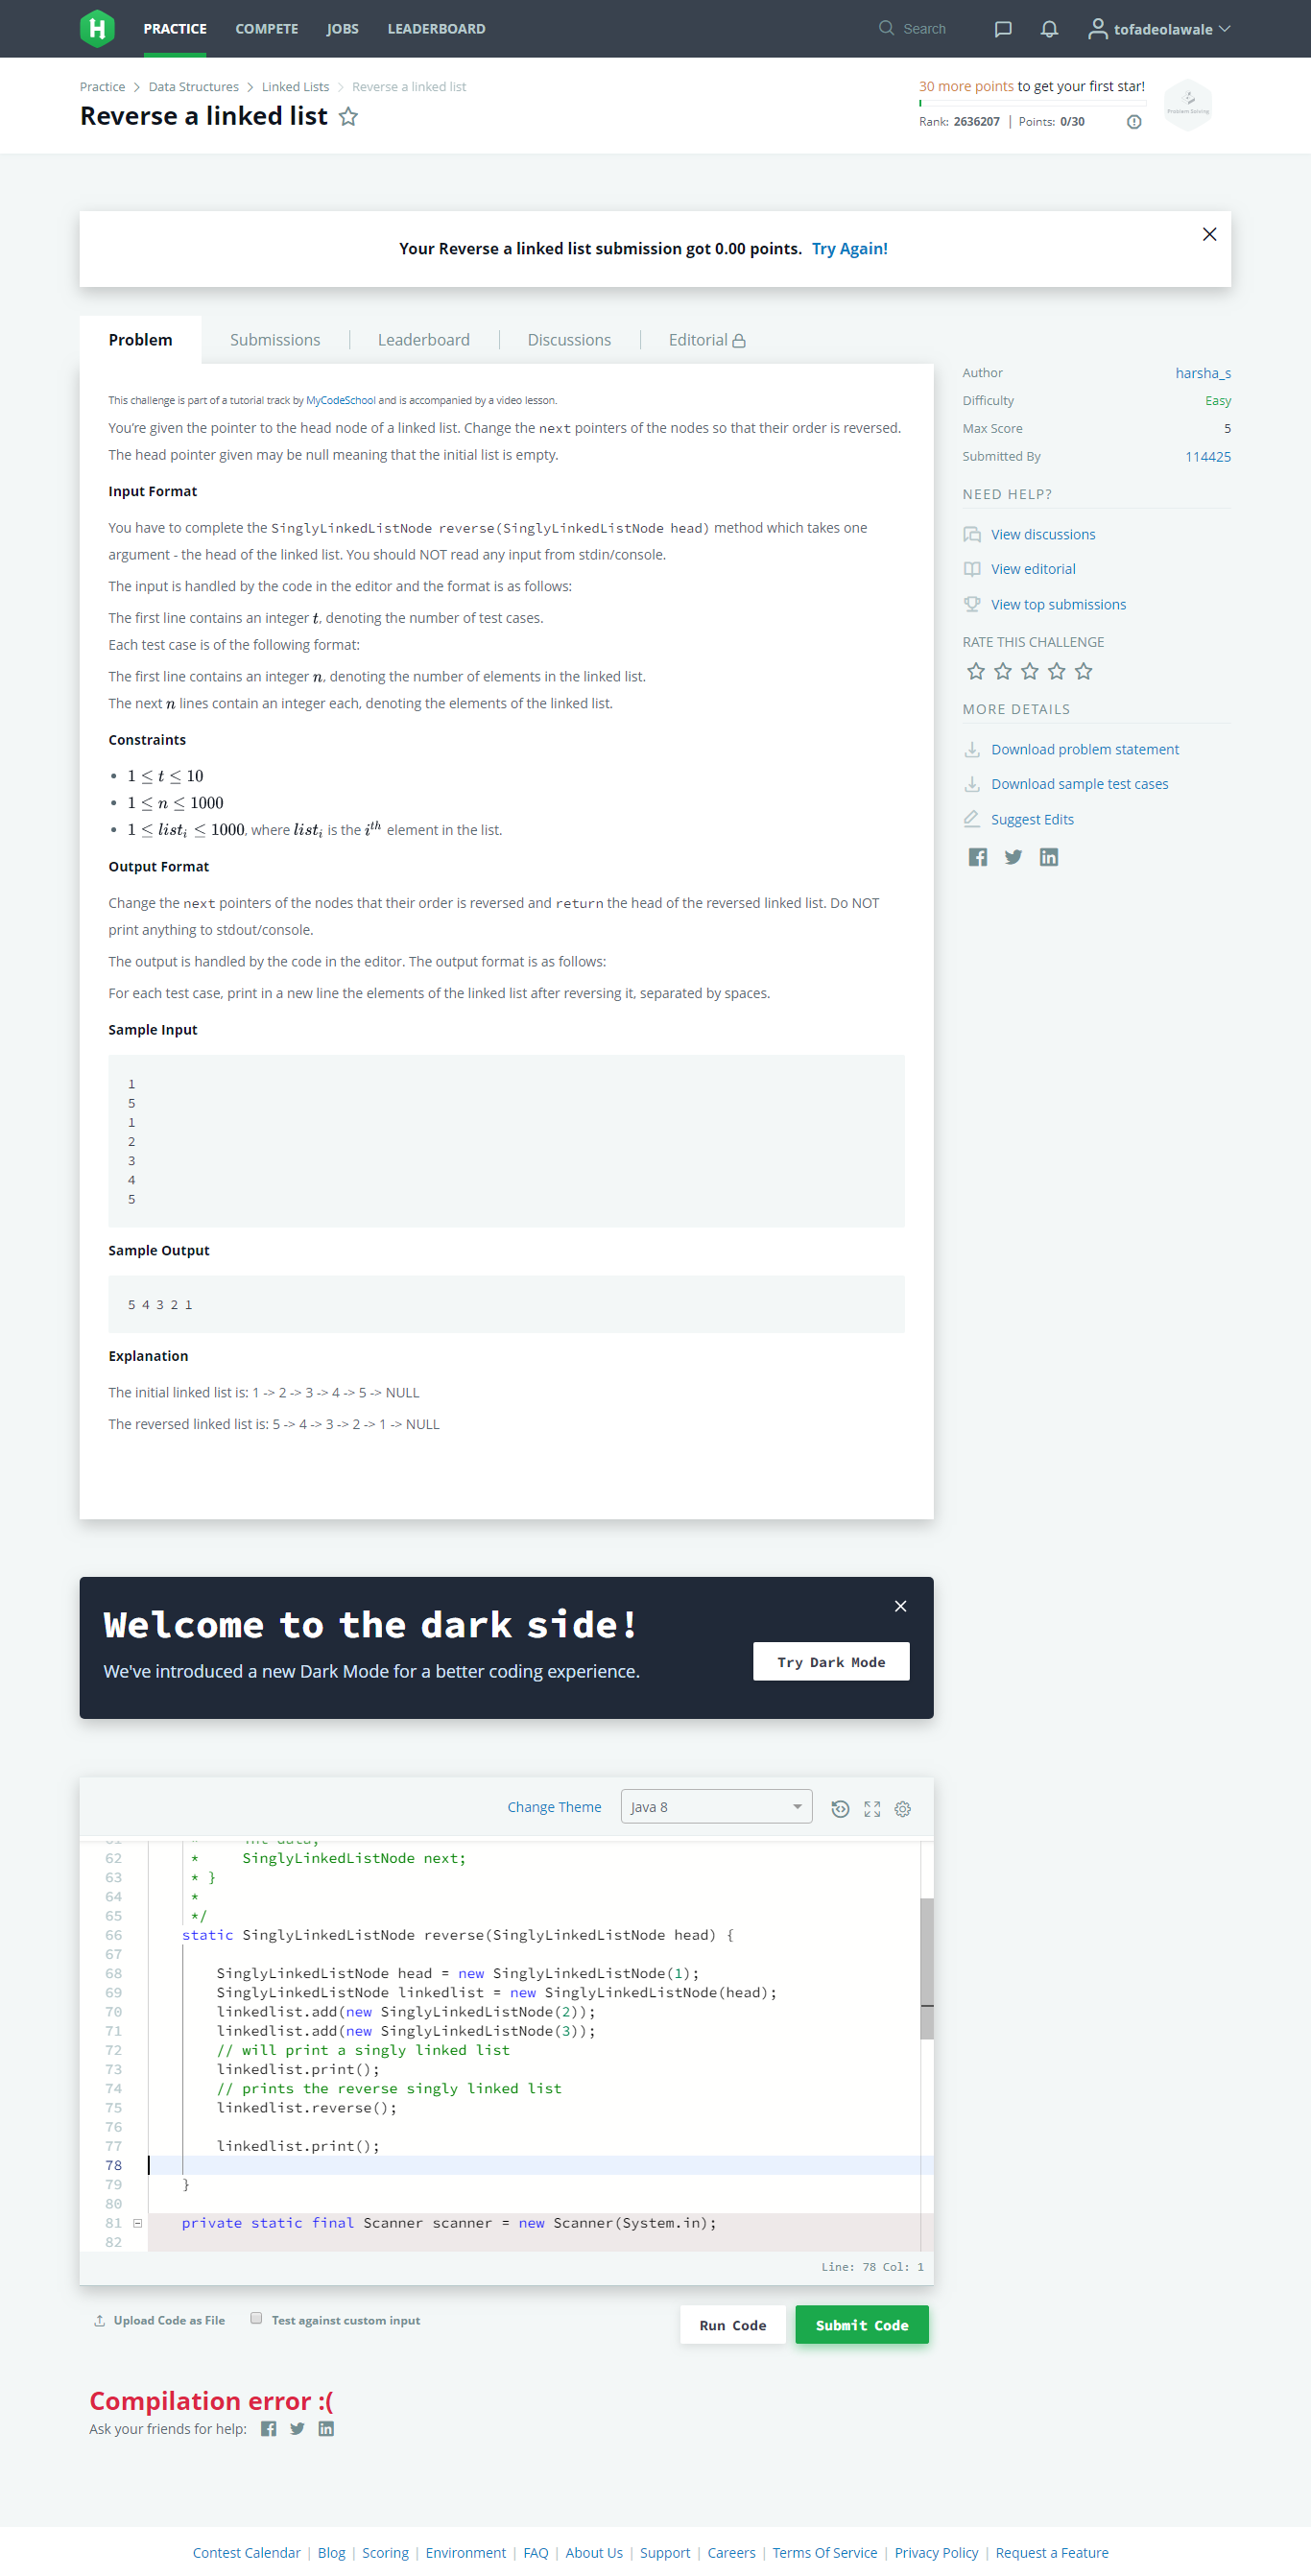 PRACTICE COMPETE JOBS LEADERBOARD Search tofadeolawale
Practice > Data Structures > Linked Lists > Reverse a linked list
Reverse a linked list
30 more points to get your first star!
Rank: 2636207 | Points: 0/30
Problem Solving
Your Reverse a linked list submission got 0.00 points. Try Again!
Problem Submissions Leaderboard Discussions Editorial
This challenge is part of a tutorial track by MyCodeSchool and is accompanied by a video lesson.
You’re given the pointer to the head node of a linked list. Change the next pointers of the nodes so that their order is reversed.
The head pointer given may be null meaning that the initial list is empty.
Input Format
You have to complete the SinglyLinkedListNode reverse(SinglyLinkedListNode head) method which takes one
argument - the head of the linked list. You should NOT read any input from stdin/console.
The input is handled by the code in the editor and the format is as follows:
The first line contains an integer t, denoting the number of test cases.
Each test case is of the following format:
The first line contains an integer n, denoting the number of elements in the linked list.
The next n lines contain an integer each, denoting the elements of the linked list.
Constraints
• 1 ≤ t ≤ 10
• 1 ≤ n ≤ 1000
• 1 ≤ listi ≤ 1000, where listi is the ith element in the list.
Output Format
Change the next pointers of the nodes that their order is reversed and return the head of the reversed linked list. Do NOT
print anything to stdout/console.
The output is handled by the code in the editor. The output format is as follows:
For each test case, print in a new line the elements of the linked list after reversing it, separated by spaces.
Sample Input
1
5
1
2
3
4
5
Sample Output
5 4 3 2 1
Explanation
The initial linked list is: 1 -> 2 -> 3 -> 4 -> 5 -> NULL
The reversed linked list is: 5 -> 4 -> 3 -> 2 -> 1 -> NULL
Author harsha_s
Difficulty Easy
Max Score 5
Submitted By 114425
NEED HELP?
View discussions
View editorial
View top submissions
RATE THIS CHALLENGE
MORE DETAILS
Download problem statement
Download sample test cases
Suggest Edits
Welcome to the dark side!
We've introduced a new Dark Mode for a better coding experience.
Try Dark Mode
Change Theme Java 8
61 * int data;
62 * SinglyLinkedListNode next;
63 * }
64 *
65 */
66 static SinglyLinkedListNode reverse(SinglyLinkedListNode head) {
67
68 SinglyLinkedListNode head = new SinglyLinkedListNode(1);
69 SinglyLinkedListNode linkedlist = new SinglyLinkedListNode(head);
70 linkedlist.add(new SinglyLinkedListNode(2));
71 linkedlist.add(new SinglyLinkedListNode(3));
72 // will print a singly linked list
73 linkedlist.print();
74 // prints the reverse singly linked list
75 linkedlist.reverse();
76
77 linkedlist.print();
78
79 }
80
81 private static final Scanner scanner = new Scanner(System.in);
82
Line: 78 Col: 1
Upload Code as File Test against custom input Run Code Submit Code
Compilation error :(
Ask your friends for help:
Contest Calendar | Blog | Scoring | Environment | FAQ | About Us | Support | Careers | Terms Of Service | Privacy Policy | Request a Feature